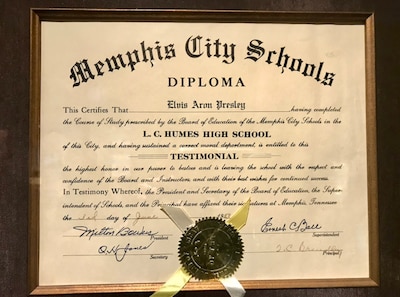 Memphis City Schools
DIPLOMA
This Certifies That Elvis Aron Presley having completed
the Course of Study prescribed by the Board of Education of the Memphis City Schools in the
L. C. HUMES HIGH SCHOOL
of this City, and having sustained a correct moral deportment, is entitled to this
TESTIMONIAL
the highest honor in our power to bestow and is leaving the school with the respect and
confidence of the Board and Instructors, and with their best wishes for continued success.
In Testimony Whereof, the President and Secretary of the Board of Education, the Super-
intendent of Schools, and the Principal have affixed their signatures at Memphis, Tennessee
the day of June 1953
Milton Bowers Ernest C Ball
President Superintendent
O.H. Jones
Secretary Principal